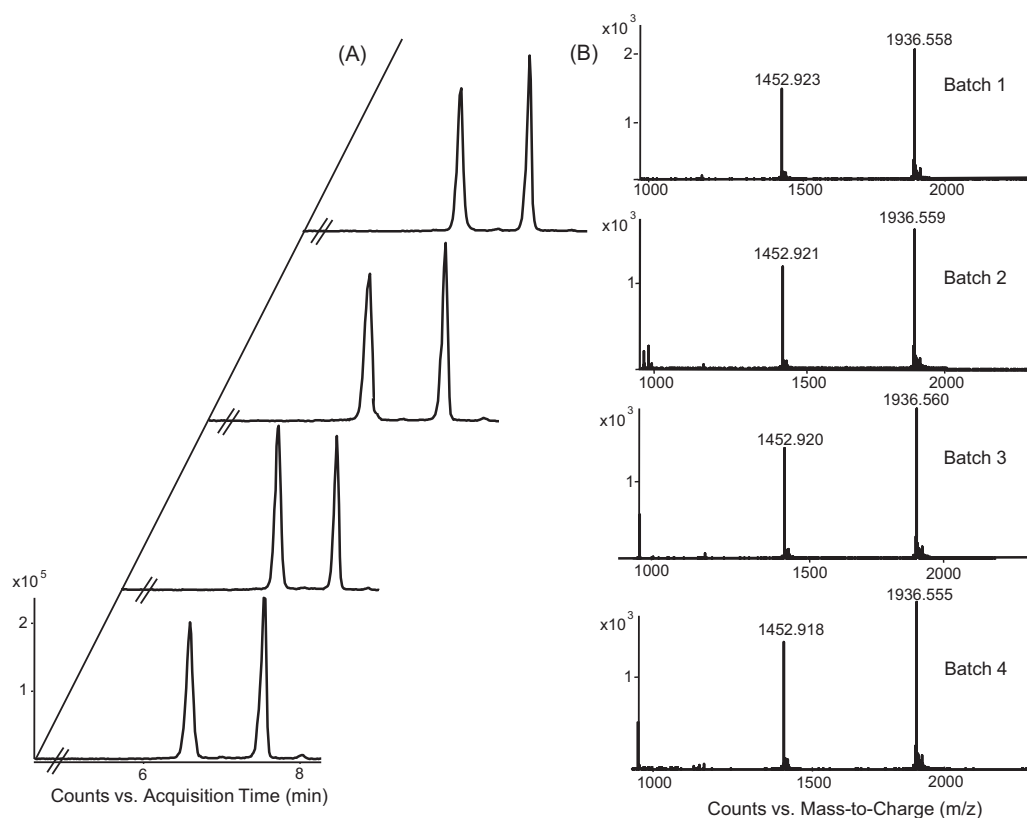 (A)
x10 5
2
1
6
8
Counts vs. Acquisition Time (min)
(B)
x10 3
2
1
1452.923
1936.558
Batch 1
1000
1500
2000
x10 3
1
1452.921
1936.559
Batch 2
1000
1500
2000
x10 3
1
1452.920
1936.560
Batch 3
1000
1500
2000
x10 3
1
1452.918
1936.555
Batch 4
1000
1500
2000
Counts vs. Mass-to-Charge (m/z)